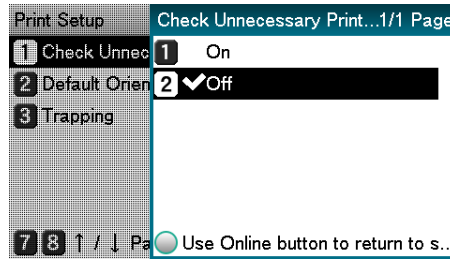 Print Setup
1 Check Unnec
2 Default Orien
3 Trapping
7 8 ↑ / ↓ Pa
Check Unnecessary Print...1/1 Page
1 On
2 ✔Off
Use Online button to return to s...